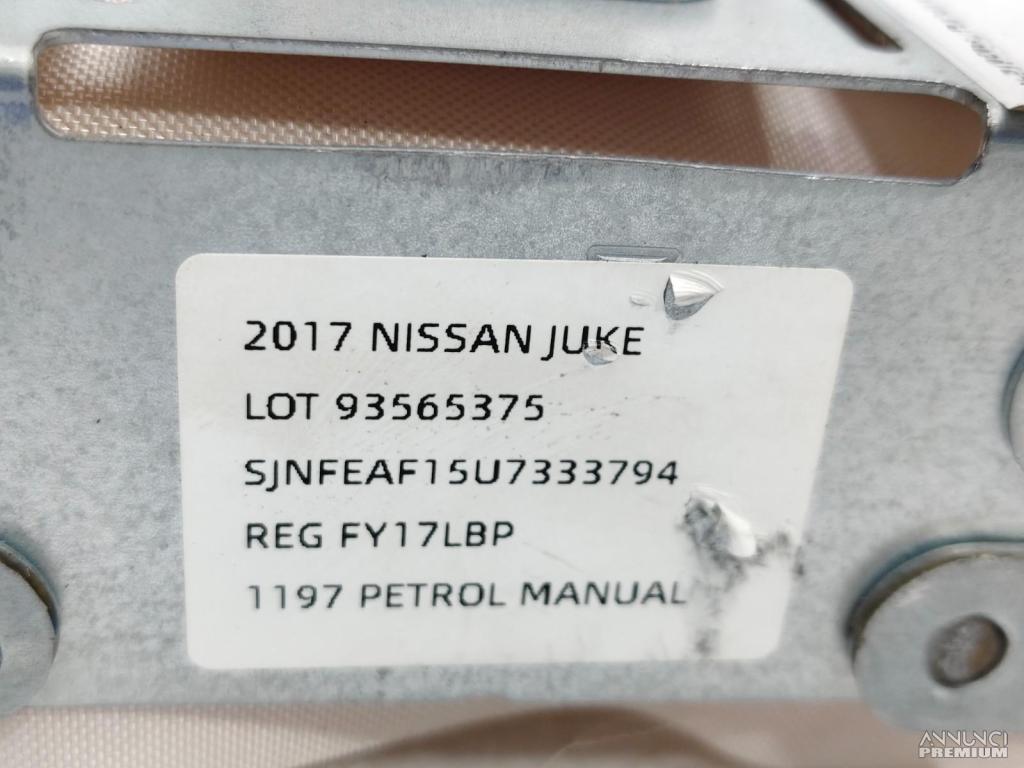 2017 NISSAN JUKE
LOT 93565375
SJNFEAF15U7333794
REG FY17LBP
1197 PETROL MANUAL
ANNUNCI
PREMIUM